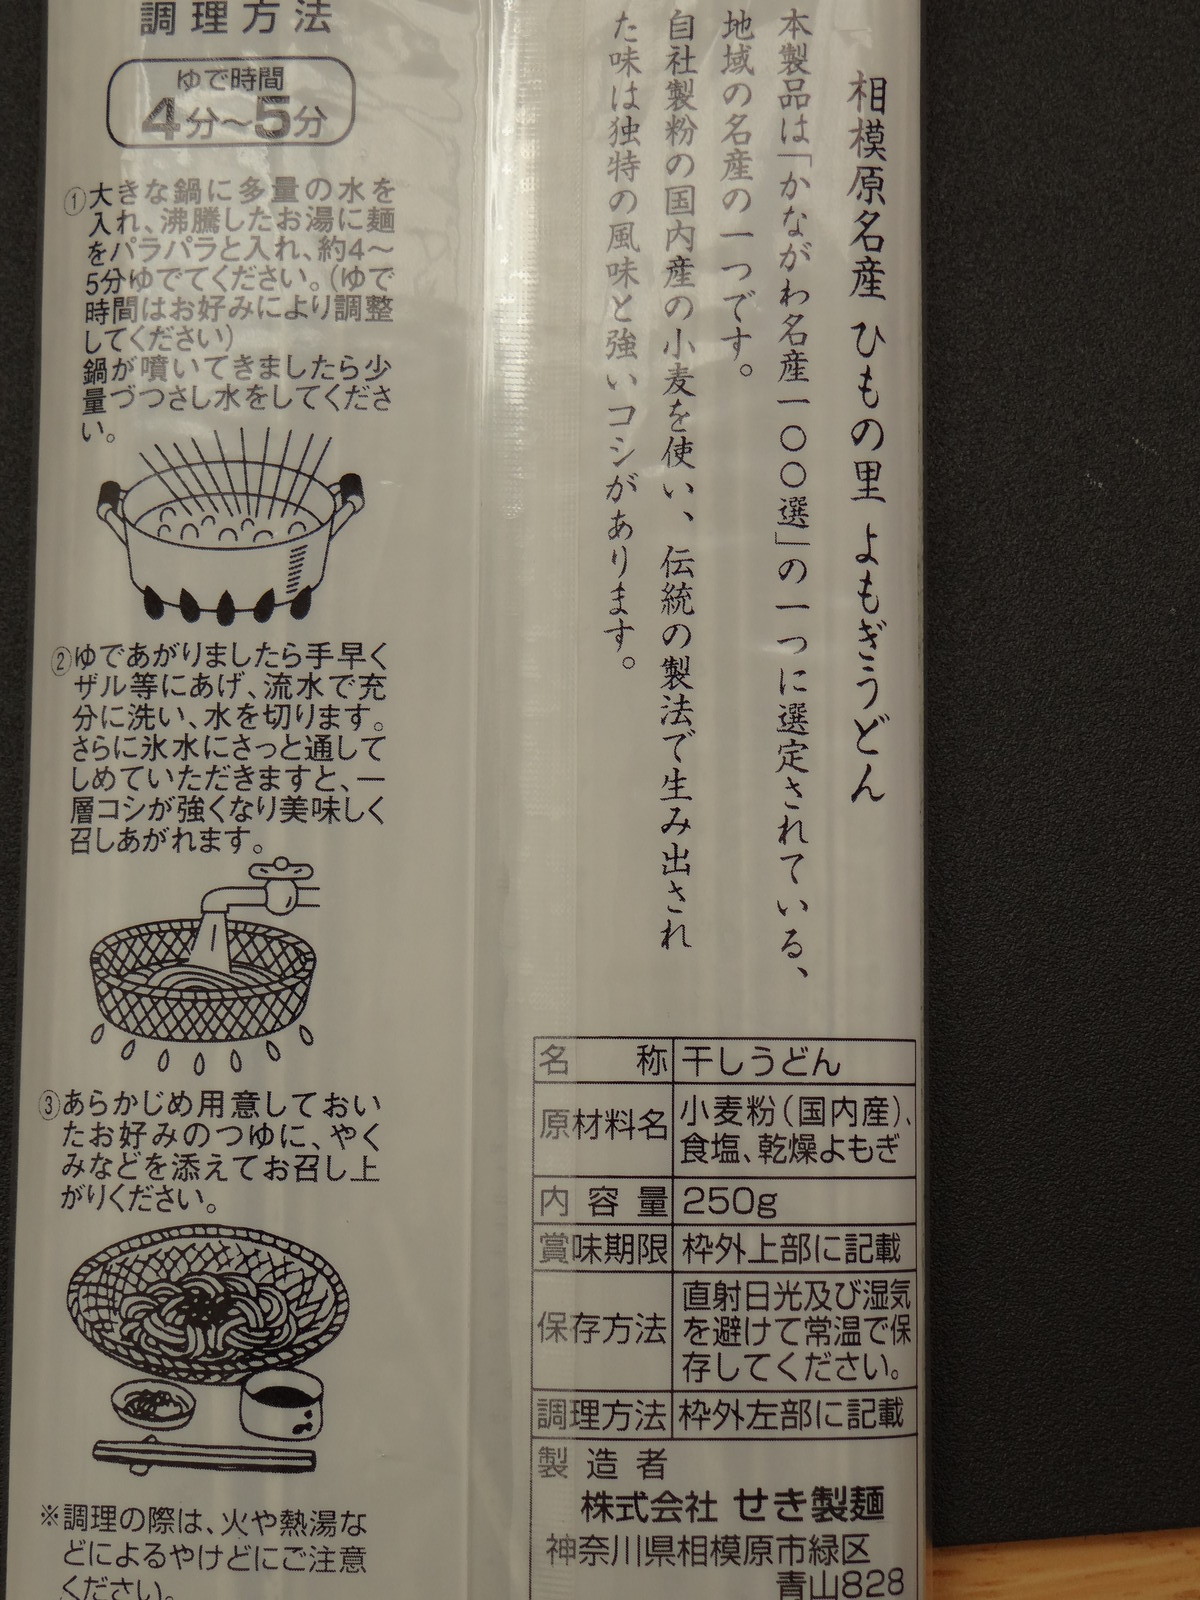 相模原名産 ひもの里 よもぎうどん
本製品は「かながわ名産一〇〇選」の一つに選定されている、
地域の名産の一つです。
自社製粉の国内産の小麦を使い、伝統の製法で生み出され
た味は独特の風味と強いコシがあります。
調理方法
ゆで時間
4分～5分
①大きな鍋に多量の水を
入れ、沸騰したお湯に麺
をパラパラと入れ、約4～
5分ゆでてください。(ゆで
時間はお好みにより調整
してください)
鍋が噴いてきましたら少
量づつさし水をしてくださ
い。
②ゆであがりましたら手早く
ザル等にあげ、流水で充
分に洗い、水を切ります。
さらに氷水にさっと通して
しめていただきますと、一
層コシが強くなり美味しく
召しあがれます。
③あらかじめ用意しておい
たお好みのつゆに、やく
みなどを添えてお召し上
がりください。
※調理の際は、火や熱湯な
どによるやけどにご注意
ください。
名称 干しうどん
原材料名 小麦粉(国内産)、
食塩、乾燥よもぎ
内容量 250g
賞味期限 枠外上部に記載
保存方法 直射日光及び湿気
を避けて常温で保
存してください。
調理方法 枠外左部に記載
製造者
株式会社 せき製麺
神奈川県相模原市緑区
青山828